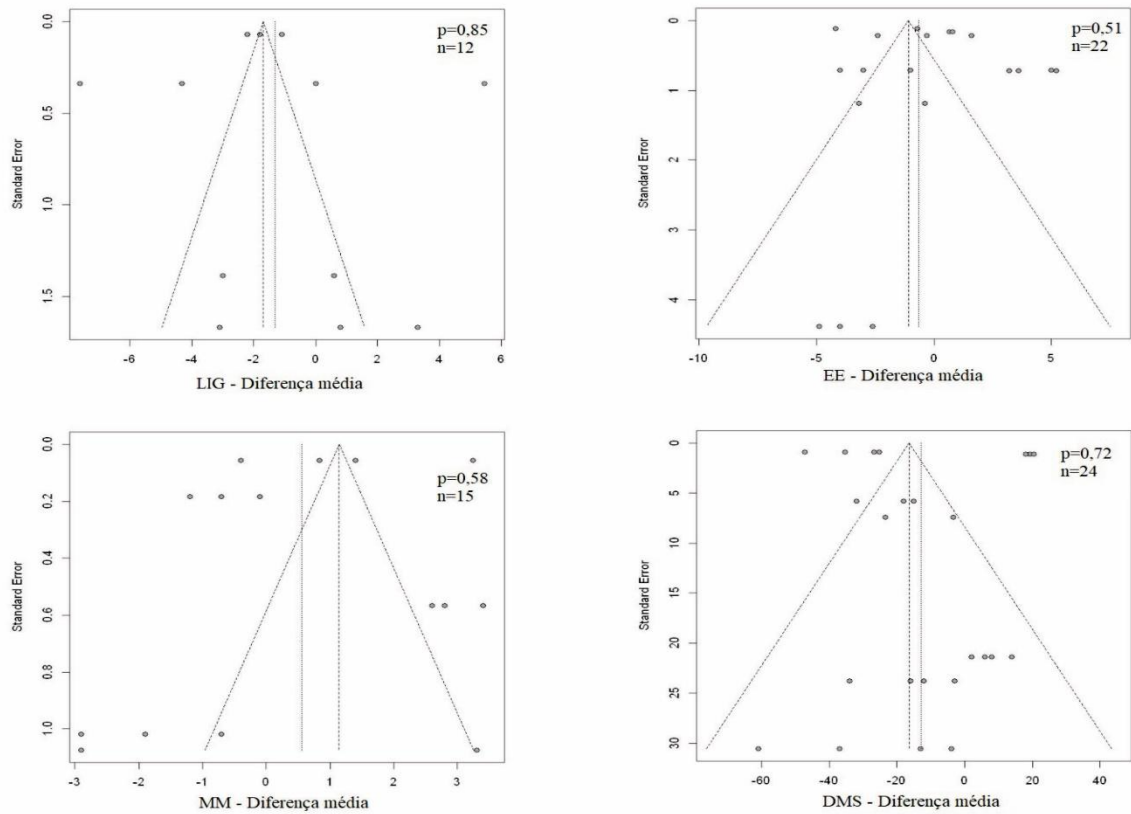 p=0,85
n=12
Standard Error
0.0
0.5
1.0
1.5
-6 -4 -2 0 2 4 6
LIG - Diferença média
p=0,51
n=22
Standard Error
0
1
2
3
4
-10 -5 0 5
EE - Diferença média
p=0,58
n=15
Standard Error
0.0
0.2
0.4
0.6
0.8
1.0
-3 -2 -1 0 1 2 3
MM - Diferença média
p=0,72
n=24
Standard Error
0
5
10
15
20
25
30
-60 -40 -20 0 20 40
DMS - Diferença média